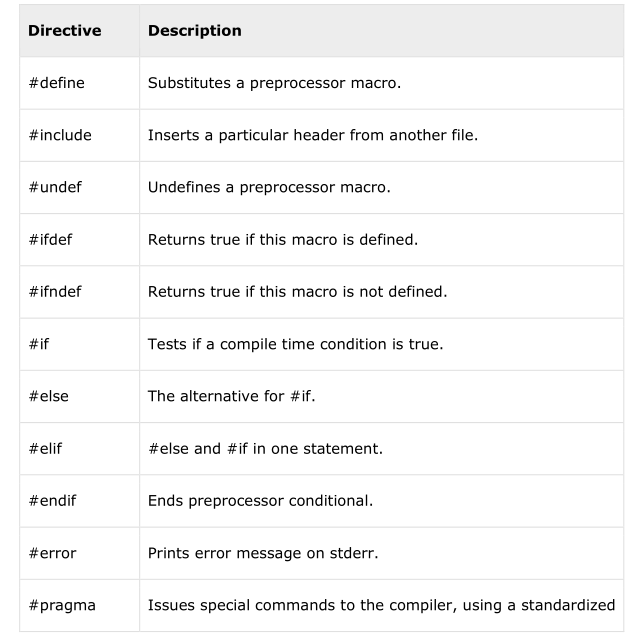 Directive Description
#define Substitutes a preprocessor macro.
#include Inserts a particular header from another file.
#undef Undefines a preprocessor macro.
#ifdef Returns true if this macro is defined.
#ifndef Returns true if this macro is not defined.
#if Tests if a compile time condition is true.
#else The alternative for #if.
#elif #else and #if in one statement.
#endif Ends preprocessor conditional.
#error Prints error message on stderr.
#pragma Issues special commands to the compiler, using a standardized